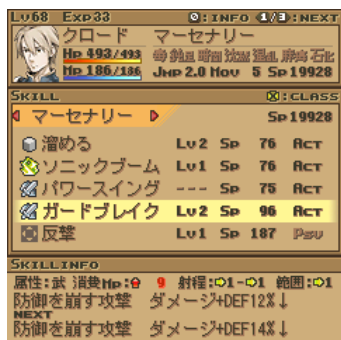 Lv68 Exp33 ⓪:INFO ①/③:NEXT
クロード マーセナリー
Hp 493/493
Mp 186/186 Jmp 2.0 Mov 5 Sp 19928
SKILL Ⓧ:CLASS
マーセナリー Sp 19928
溜める Lv2 Sp 76 Act
ソニックブーム Lv1 Sp 76 Act
パワースイング --- Sp 75 Act
ガードブレイク Lv2 Sp 96 Act
反撃 Lv1 Sp 187 Psv
SKILLINFO
属性:武 消費Mp: 9 射程:1-1 範囲:1
防御を崩す攻撃 ダメージ+DEF12%↓
NEXT
防御を崩す攻撃 ダメージ+DEF14%↓